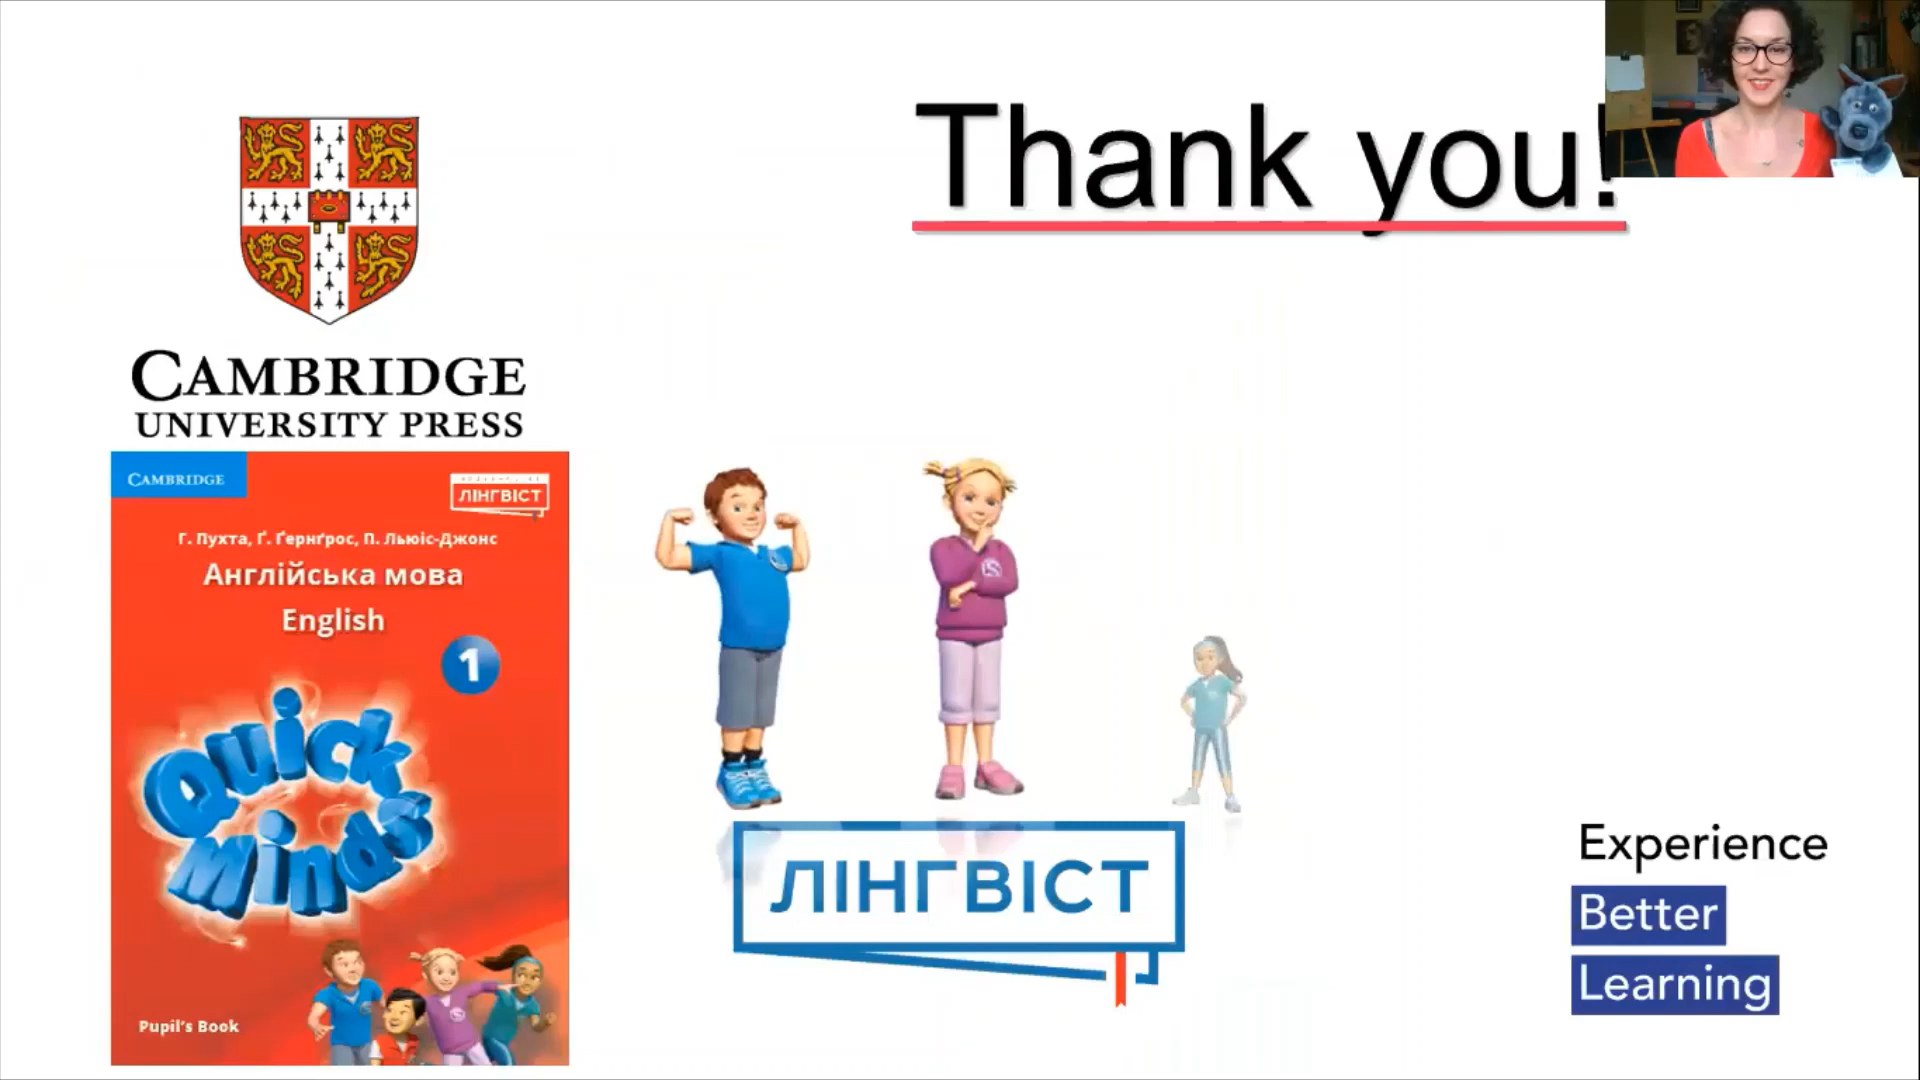 Thank you!
CAMBRIDGE
UNIVERSITY PRESS
CAMBRIDGE
ЛІНГВІСТ
Г. Пухта, Ґ. Ґернґрос, П. Льюіс-Джонс
Англійська мова
English
1
Quick
Minds
Pupil's Book
ЛІНГВІСТ
Experience
Better
Learning